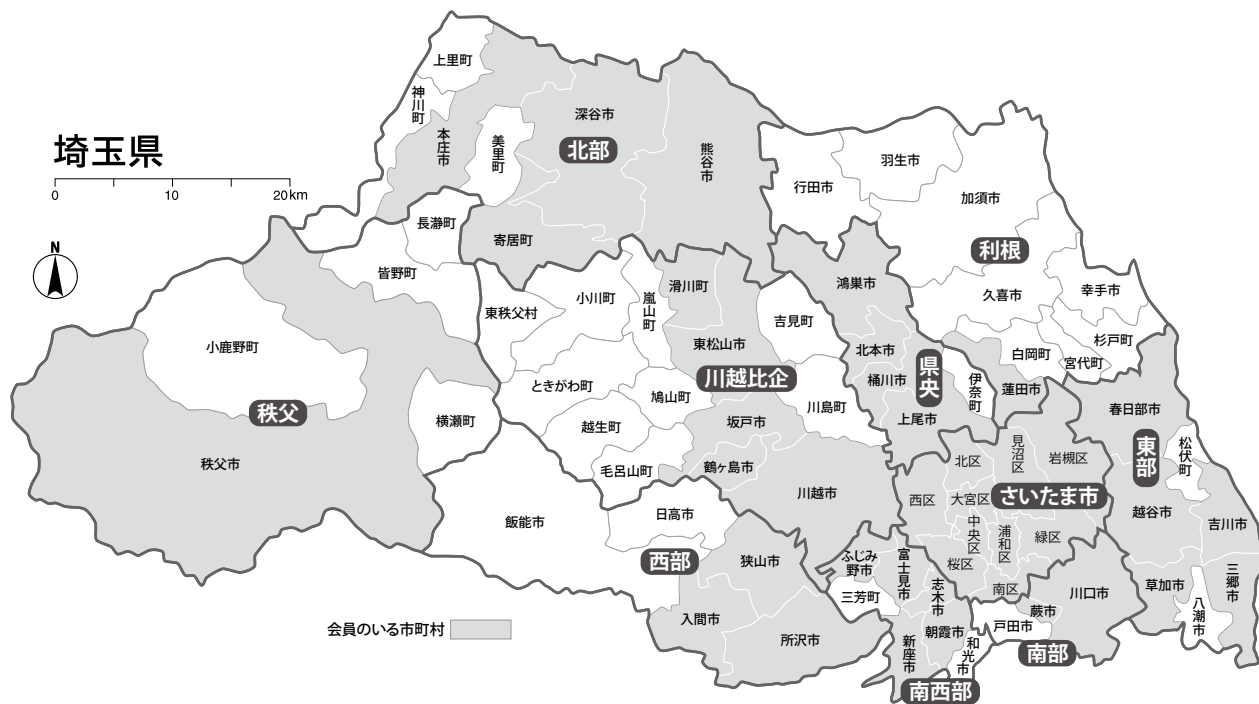 埼玉県
0 10 20km
N
上里町
神川町
本庄市
美里町
深谷市
北部
熊谷市
寄居町
長瀞町
皆野町
小鹿野町
秩父
秩父市
横瀬町
東秩父村
小川町
嵐山町
滑川町
吉見町
東松山市
ときがわ町
鳩山町
川越比企
川島町
越生町
坂戸市
毛呂山町
鶴ヶ島市
川越市
行田市
羽生市
加須市
利根
久喜市
幸手市
杉戸町
宮代町
白岡町
蓮田市
鴻巣市
北本市
桶川市
県央
伊奈町
上尾市
春日部市
東部
松伏町
越谷市
吉川市
草加市
八潮市
三郷市
北区
見沼区
岩槻区
西区
大宮区
さいたま市
中央区
浦和区
緑区
桜区
南区
飯能市
日高市
西部
狭山市
入間市
所沢市
ふじみ
野市
富士見市
三芳町
志木市
新座市
朝霞市
和光市
南西部
戸田市
蕨市
川口市
南部
会員のいる市町村